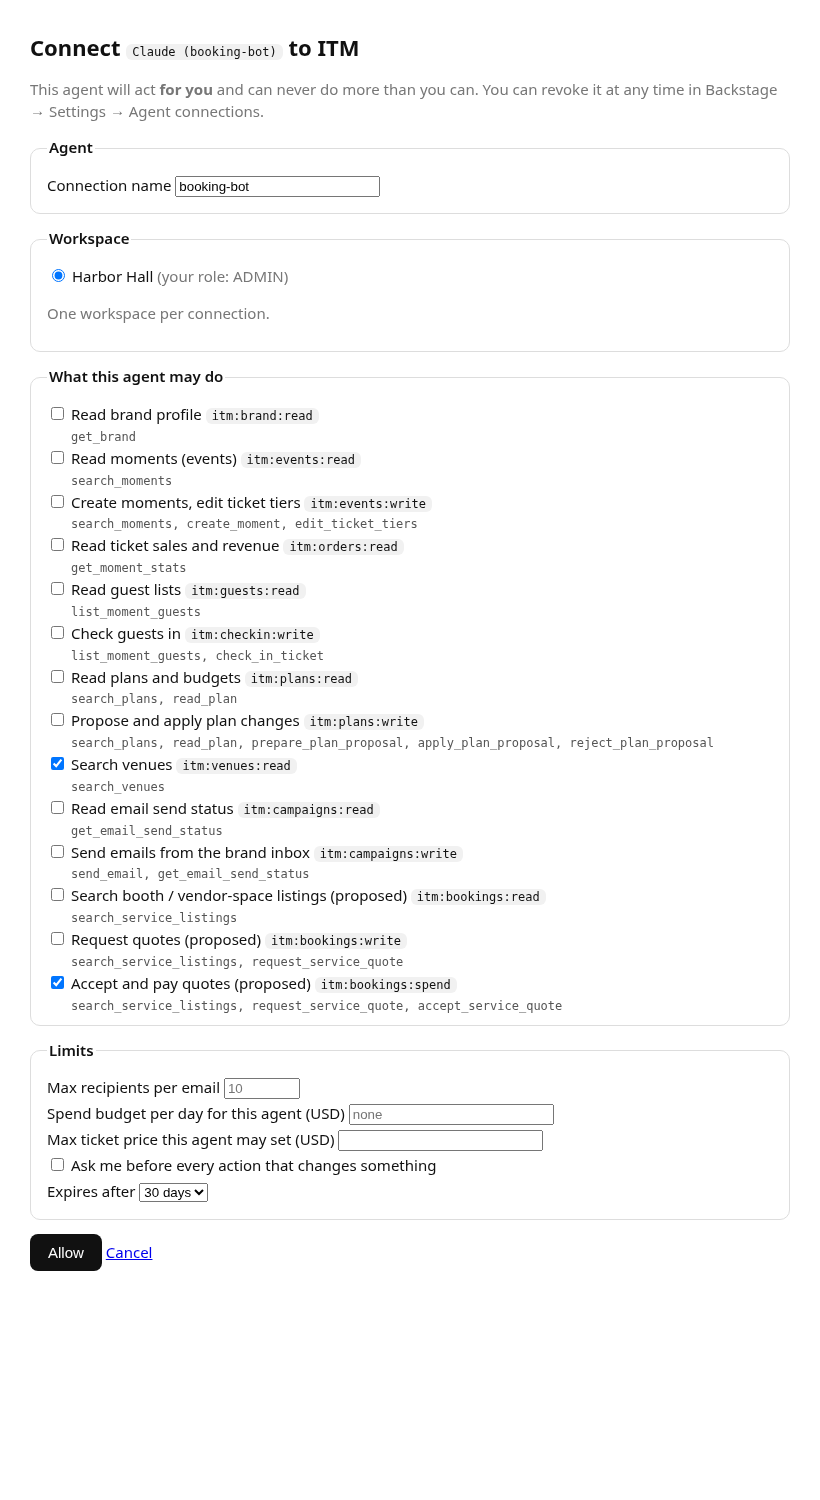 Connect Claude (booking-bot) to ITM
This agent will act for you and can never do more than you can. You can revoke it at any time in Backstage
→ Settings → Agent connections.
Agent
Connection name booking-bot
Workspace
Harbor Hall (your role: ADMIN)
One workspace per connection.
What this agent may do
Read brand profile itm:brand:read
get_brand
Read moments (events) itm:events:read
search_moments
Create moments, edit ticket tiers itm:events:write
search_moments, create_moment, edit_ticket_tiers
Read ticket sales and revenue itm:orders:read
get_moment_stats
Read guest lists itm:guests:read
list_moment_guests
Check guests in itm:checkin:write
list_moment_guests, check_in_ticket
Read plans and budgets itm:plans:read
search_plans, read_plan
Propose and apply plan changes itm:plans:write
search_plans, read_plan, prepare_plan_proposal, apply_plan_proposal, reject_plan_proposal
Search venues itm:venues:read
search_venues
Read email send status itm:campaigns:read
get_email_send_status
Send emails from the brand inbox itm:campaigns:write
send_email, get_email_send_status
Search booth / vendor-space listings (proposed) itm:bookings:read
search_service_listings
Request quotes (proposed) itm:bookings:write
search_service_listings, request_service_quote
Accept and pay quotes (proposed) itm:bookings:spend
search_service_listings, request_service_quote, accept_service_quote
Limits
Max recipients per email 10
Spend budget per day for this agent (USD) none
Max ticket price this agent may set (USD)
Ask me before every action that changes something
Expires after 30 days
Allow Cancel